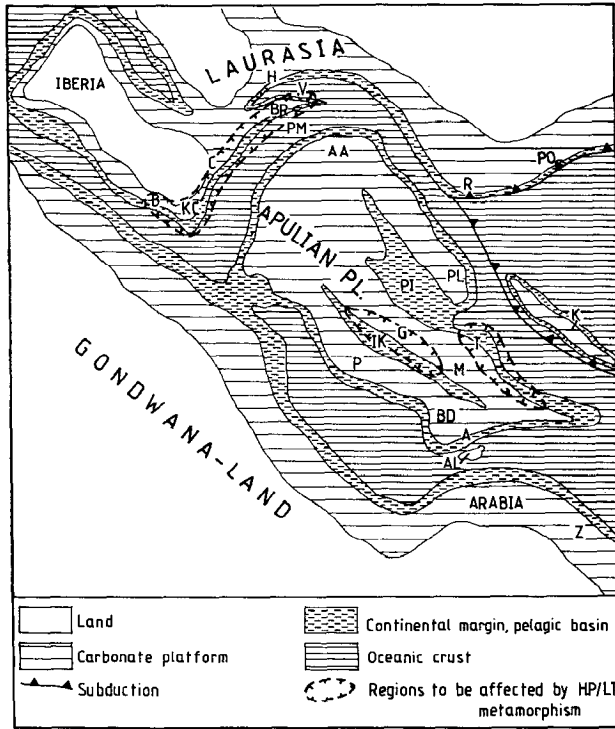 LAURASIA
IBERIA
H
V
BR
PM
C
AA
PO
R
B
KC
APULIAN PL.
PI
PL
K
G
IK
T
P
M
BD
A
AL
GONDWANA-LAND
ARABIA
Z
Land
Continental margin, pelagic basin
Carbonate platform
Oceanic crust
Subduction
Regions to be affected by HP/LT
metamorphism